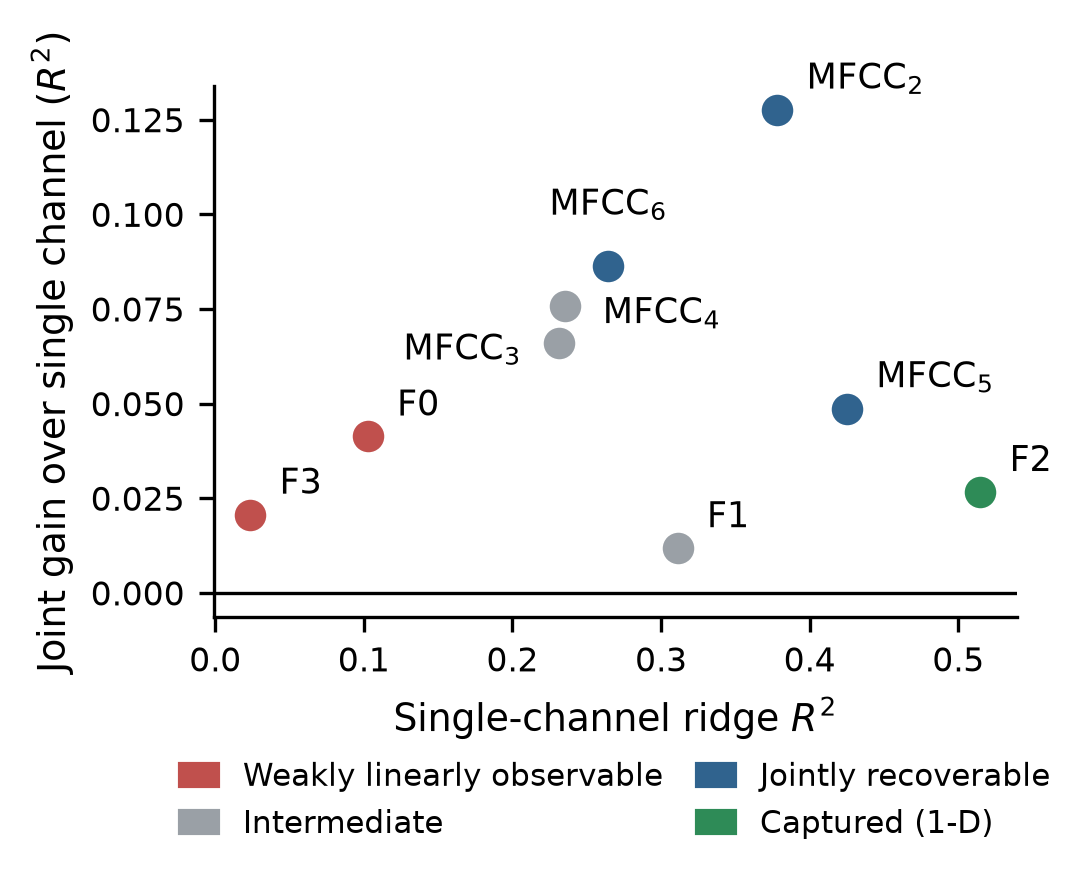 Joint gain over single channel (R²)
0.125
0.100
0.075
0.050
0.025
0.000
MFCC₂
MFCC₆
MFCC₄
MFCC₃
MFCC₅
F0
F2
F3
F1
0.0 0.1 0.2 0.3 0.4 0.5
Single-channel ridge R²
Weakly linearly observable
Jointly recoverable
Intermediate
Captured (1-D)